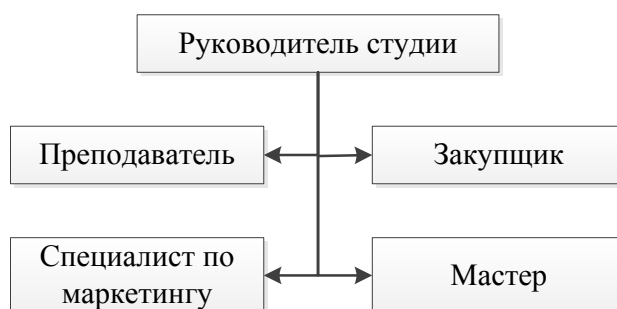 Руководитель студии
Преподаватель
Закупщик
Специалист по
маркетингу
Мастер